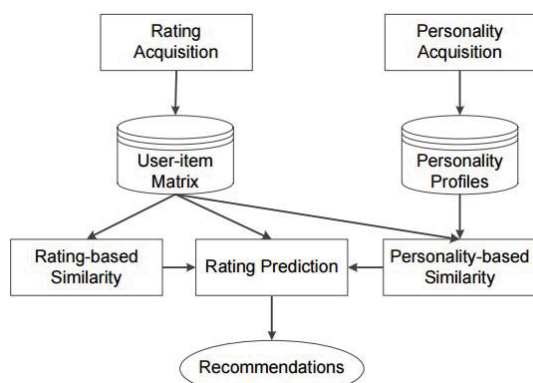 Rating
Acquisition
Personality
Acquisition
User-item
Matrix
Personality
Profiles
Rating-based
Similarity
Rating Prediction
Personality-based
Similarity
Recommendations